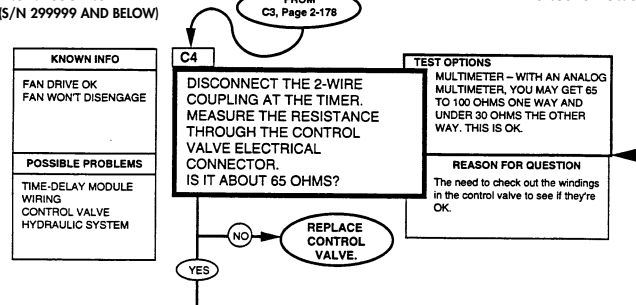 (S/N 299999 AND BELOW)
FROM
C3, Page 2-178
KNOWN INFO
FAN DRIVE OK
FAN WON'T DISENGAGE
POSSIBLE PROBLEMS
TIME-DELAY MODULE
WIRING
CONTROL VALVE
HYDRAULIC SYSTEM
C4
DISCONNECT THE 2-WIRE
COUPLING AT THE TIMER.
MEASURE THE RESISTANCE
THROUGH THE CONTROL
VALVE ELECTRICAL
CONNECTOR.
IS IT ABOUT 65 OHMS?
TEST OPTIONS
MULTIMETER – WITH AN ANALOG
MULTIMETER, YOU MAY GET 65
TO 100 OHMS ONE WAY AND
UNDER 30 OHMS THE OTHER
WAY. THIS IS OK.
REASON FOR QUESTION
The need to check out the windings
in the control valve to see if they're
OK.
NO
REPLACE
CONTROL
VALVE.
YES